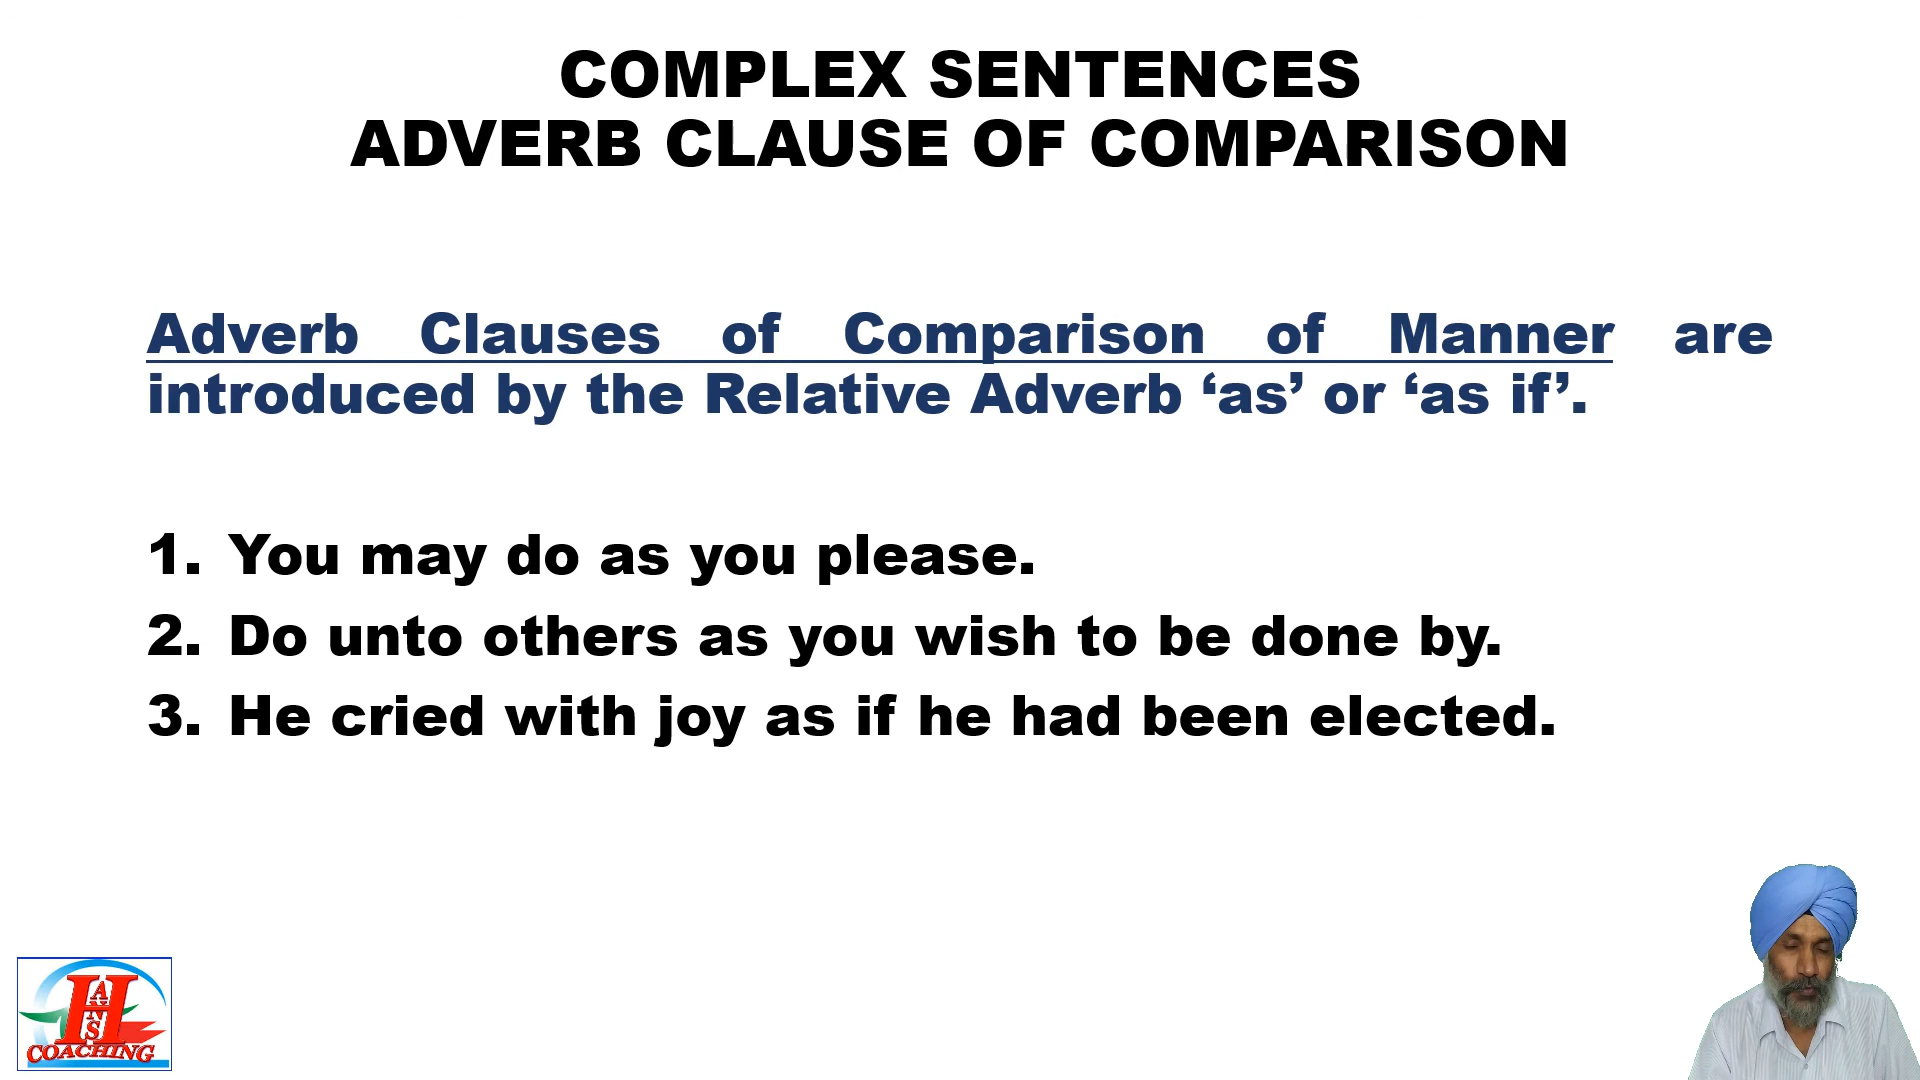 COMPLEX SENTENCES
ADVERB CLAUSE OF COMPARISON
Adverb Clauses of Comparison of Manner are
introduced by the Relative Adverb ‘as’ or ‘as if’.
1. You may do as you please.
2. Do unto others as you wish to be done by.
3. He cried with joy as if he had been elected.
HANS
COACHING